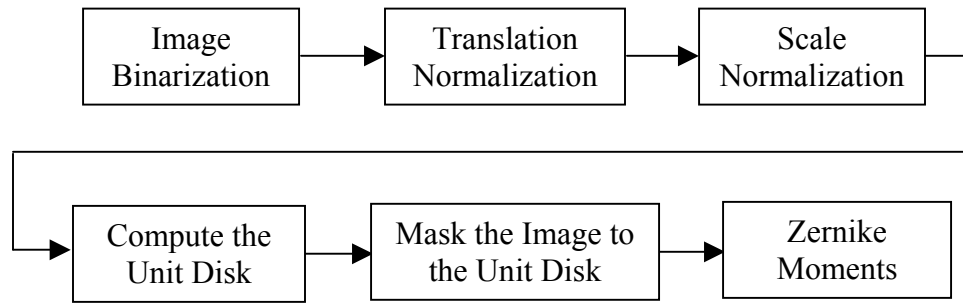 Image
Binarization
Translation
Normalization
Scale
Normalization
Compute the
Unit Disk
Mask the Image to
the Unit Disk
Zernike
Moments